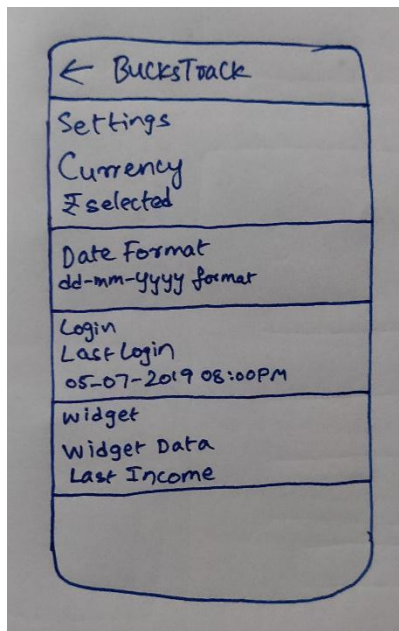 ← BucksTrack
Settings
Currency
₹ selected
Date Format
dd-mm-yyyy format
Login
Last Login
05-07-2019 08:00PM
Widget
Widget Data
Last Income